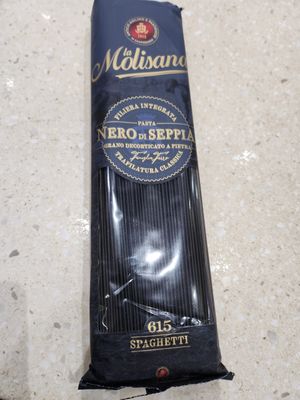 la
Molisana
FILIERA INTEGRATA
PASTA
NERO DI SEPPIA
GRANO DECORTICATO A PIETRA
TRAFILATURA CLASSICA
615
SPAGHETTI